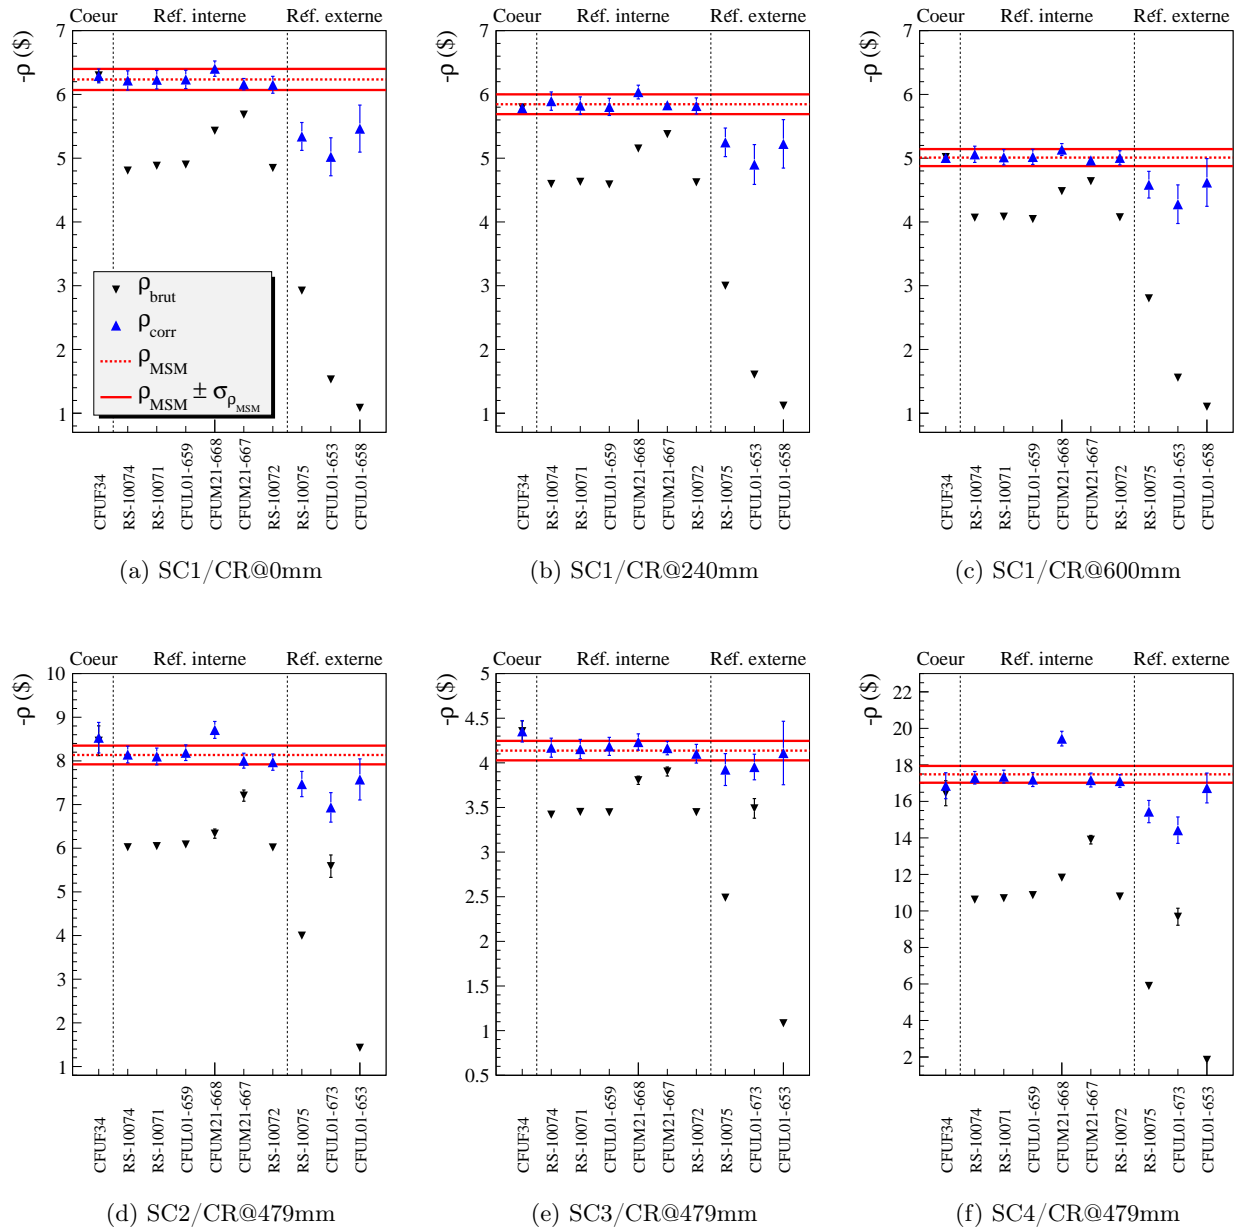 Coeur Réf. interne Réf. externe
-ρ ($)
7
6
5
4
3
2
1
ρbrut
ρcorr
ρMSM
ρMSM ± σρMSM
CFUF34
RS-10074
RS-10071
CFUL01-659
CFUM21-668
CFUM21-667
RS-10072
RS-10075
CFUL01-653
CFUL01-658
(a) SC1/CR@0mm
Coeur Réf. interne Réf. externe
-ρ ($)
7
6
5
4
3
2
1
CFUF34
RS-10074
RS-10071
CFUL01-659
CFUM21-668
CFUM21-667
RS-10072
RS-10075
CFUL01-653
CFUL01-658
(b) SC1/CR@240mm
Coeur Réf. interne Réf. externe
-ρ ($)
7
6
5
4
3
2
1
CFUF34
RS-10074
RS-10071
CFUL01-659
CFUM21-668
CFUM21-667
RS-10072
RS-10075
CFUL01-653
CFUL01-658
(c) SC1/CR@600mm
Coeur Réf. interne Réf. externe
-ρ ($)
10
9
8
7
6
5
4
3
2
1
CFUF34
RS-10074
RS-10071
CFUL01-659
CFUM21-668
CFUM21-667
RS-10072
RS-10075
CFUL01-673
CFUL01-653
(d) SC2/CR@479mm
Coeur Réf. interne Réf. externe
-ρ ($)
5
4.5
4
3.5
3
2.5
2
1.5
1
0.5
CFUF34
RS-10074
RS-10071
CFUL01-659
CFUM21-668
CFUM21-667
RS-10072
RS-10075
CFUL01-673
CFUL01-653
(e) SC3/CR@479mm
Coeur Réf. interne Réf. externe
-ρ ($)
22
20
18
16
14
12
10
8
6
4
2
CFUF34
RS-10074
RS-10071
CFUL01-659
CFUM21-668
CFUM21-667
RS-10072
RS-10075
CFUL01-673
CFUL01-653
(f) SC4/CR@479mm